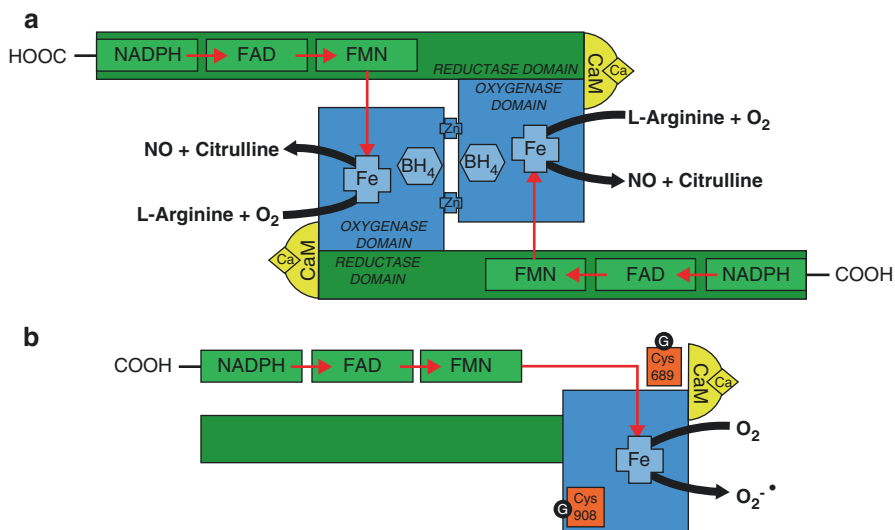 a
HOOC
NADPH
FAD
FMN
REDUCTASE DOMAIN
CaM
Ca
OXYGENASE
DOMAIN
L-Arginine + O2
NO + Citrulline
Fe
BH4
Zn
BH4
Fe
NO + Citrulline
Zn
L-Arginine + O2
OXYGENASE
DOMAIN
Ca
CaM
REDUCTASE
DOMAIN
FMN
FAD
NADPH
COOH
b
COOH
NADPH
FAD
FMN
G
Cys
689
CaM
Ca
O2
Fe
O2-•
G
Cys
908